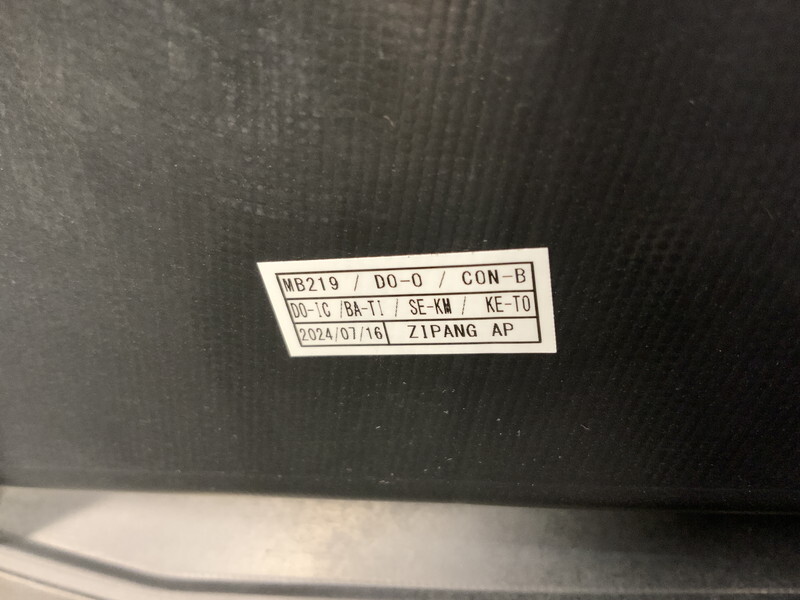 MB219 / DO-O / CON-B
DO-IC /BA-TI / SE-KM / KE-TO
2024/07/16 ZIPANG AP